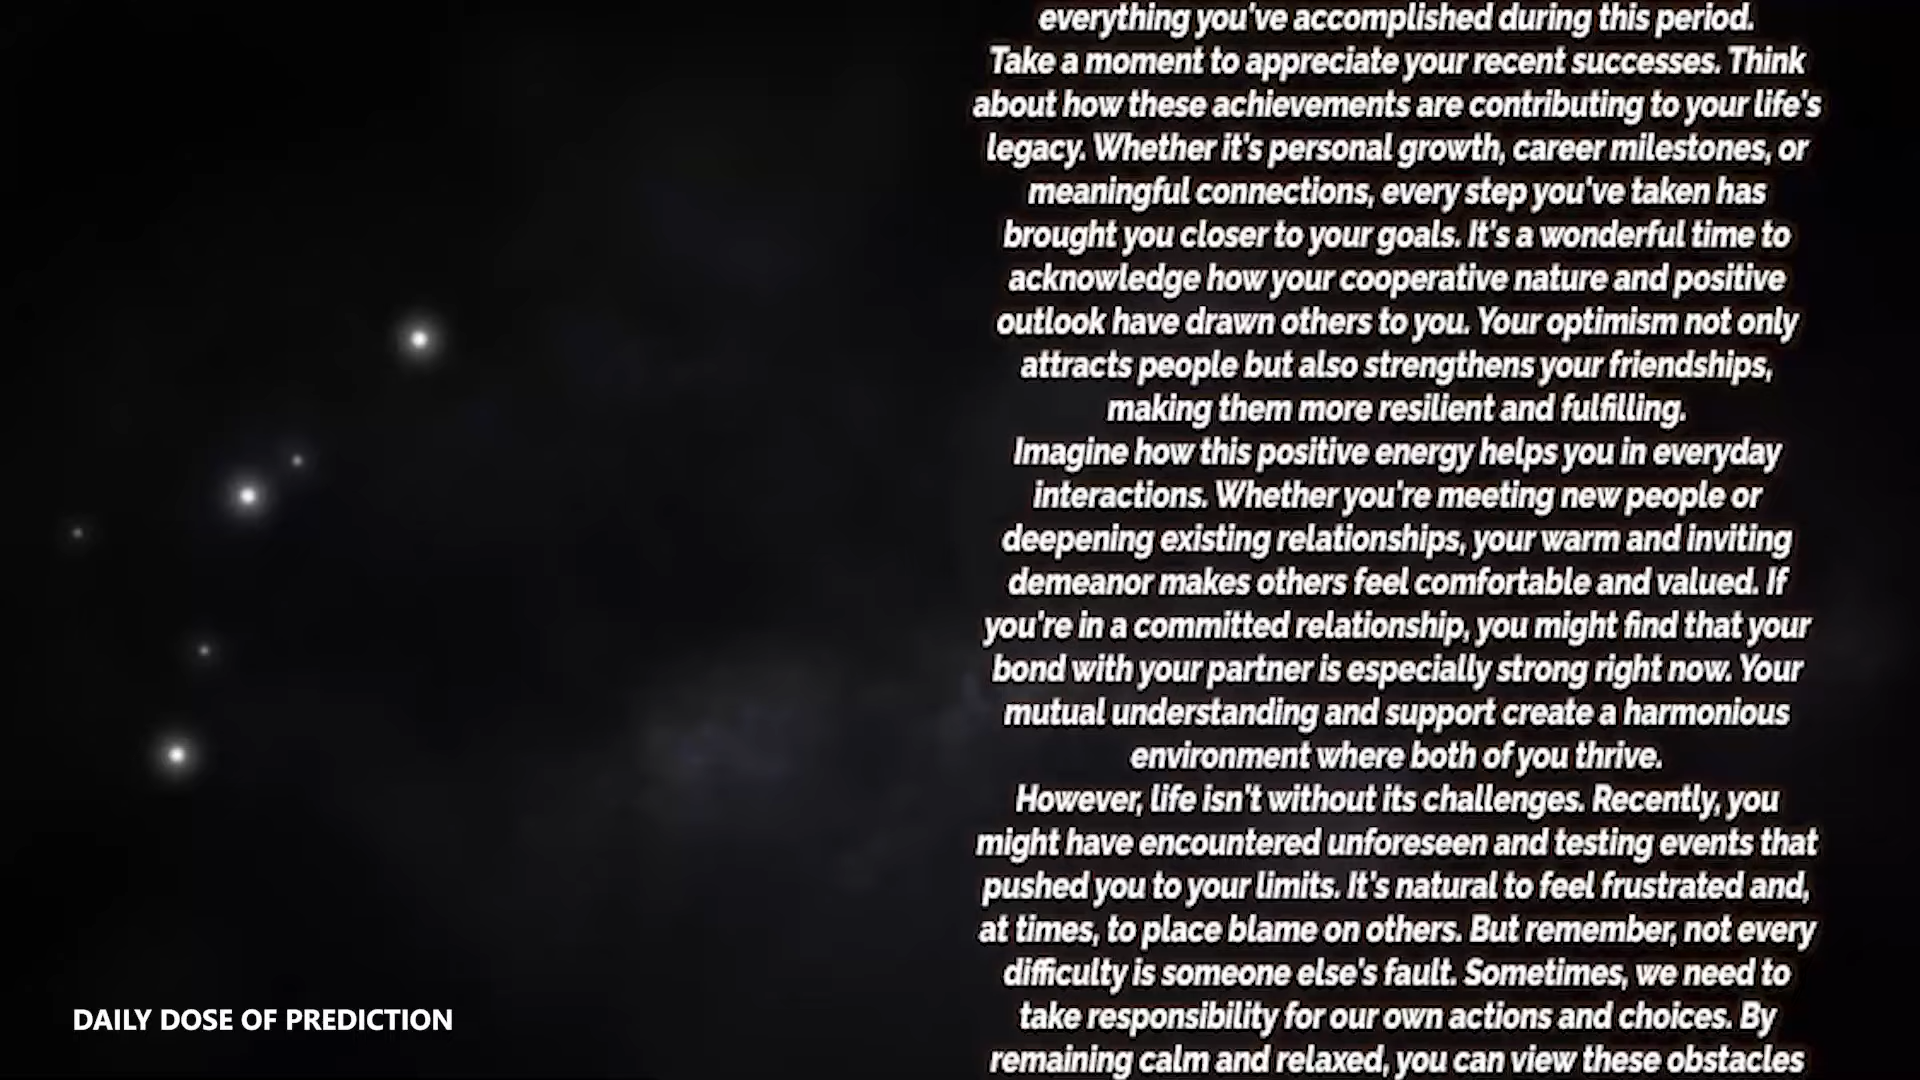 everything you've accomplished during this period.
Take a moment to appreciate your recent successes. Think
about how these achievements are contributing to your life's
legacy. Whether it's personal growth, career milestones, or
meaningful connections, every step you've taken has
brought you closer to your goals. It's a wonderful time to
acknowledge how your cooperative nature and positive
outlook have drawn others to you. Your optimism not only
attracts people but also strengthens your friendships,
making them more resilient and fulfilling.
Imagine how this positive energy helps you in everyday
interactions. Whether you're meeting new people or
deepening existing relationships, your warm and inviting
demeanor makes others feel comfortable and valued. If
you're in a committed relationship, you might find that your
bond with your partner is especially strong right now. Your
mutual understanding and support create a harmonious
environment where both of you thrive.
However, life isn't without its challenges. Recently, you
might have encountered unforeseen and testing events that
pushed you to your limits. It's natural to feel frustrated and,
at times, to place blame on others. But remember, not every
difficulty is someone else's fault. Sometimes, we need to
take responsibility for our own actions and choices. By
remaining calm and relaxed, you can view these obstacles
DAILY DOSE OF PREDICTION